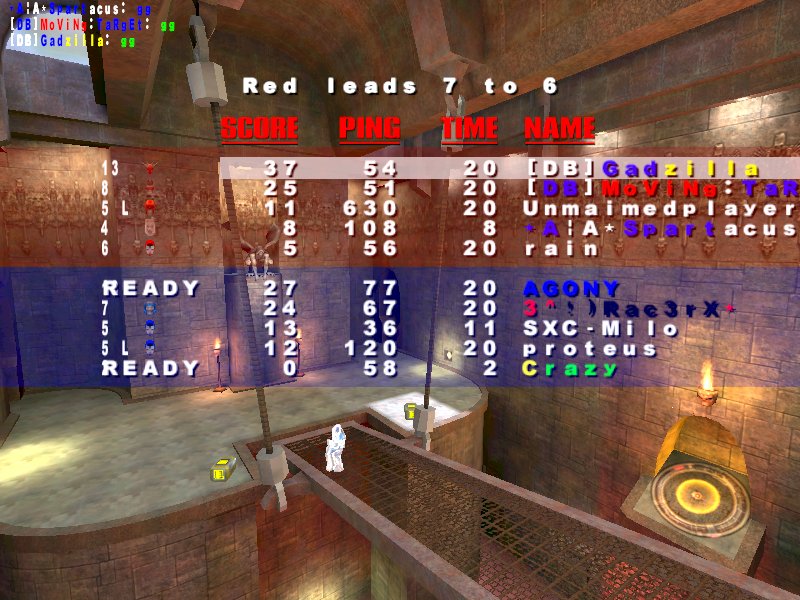 *A¦A*Spartacus: gg
[DB]MoViNg:TaRgEt: gg
[DB]Gadzilla: gg
Red leads 7 to 6
SCORE PING TIME NAME
13 37 54 20 [DB]Gadzilla
8 25 51 20 [DB]MoViNg:TaR
5 L 11 630 20 Unmaimedplayer
4 8 108 8 *A¦A*Spartacus
6 5 56 20 rain
READY 27 77 20 AGONY
7 24 67 20 3^!)Rac3rX*
5 13 36 11 SXC-Milo
5 L 12 120 20 proteus
READY 0 58 2 Crazy